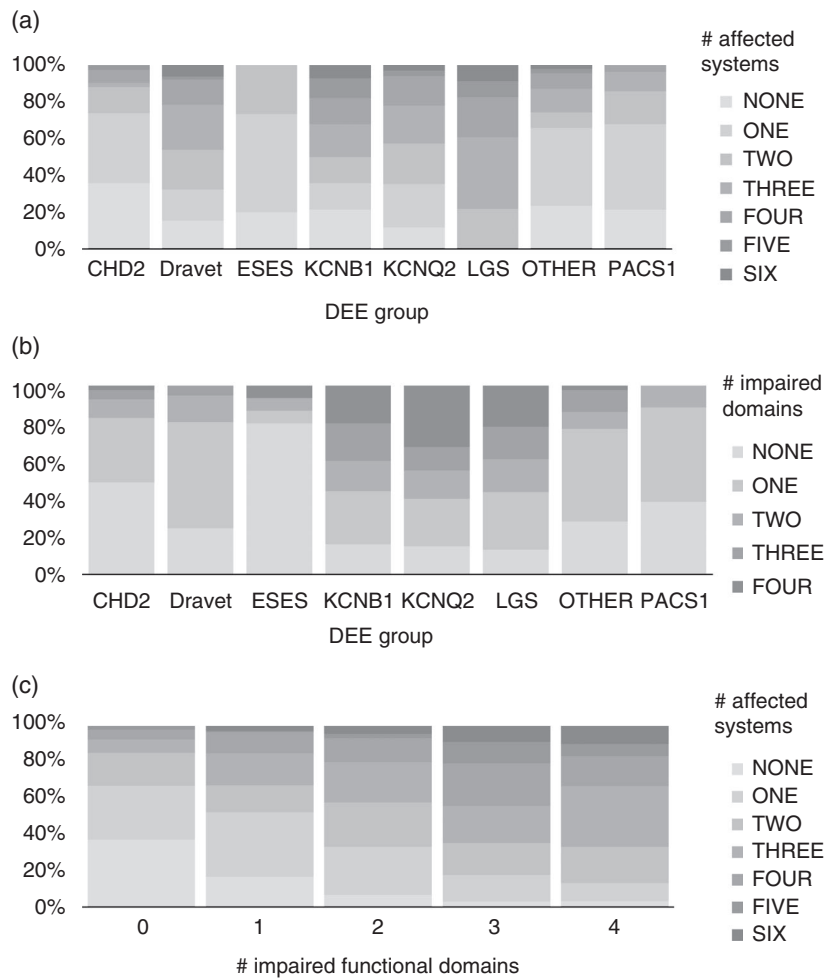 (a)
100%
80%
60%
40%
20%
0%
CHD2 Dravet ESES KCNB1 KCNQ2 LGS OTHER PACS1
DEE group
# affected
systems
NONE
ONE
TWO
THREE
FOUR
FIVE
SIX
(b)
100%
80%
60%
40%
20%
0%
CHD2 Dravet ESES KCNB1 KCNQ2 LGS OTHER PACS1
DEE group
# impaired
domains
NONE
ONE
TWO
THREE
FOUR
(c)
100%
80%
60%
40%
20%
0%
0 1 2 3 4
# impaired functional domains
# affected
systems
NONE
ONE
TWO
THREE
FOUR
FIVE
SIX